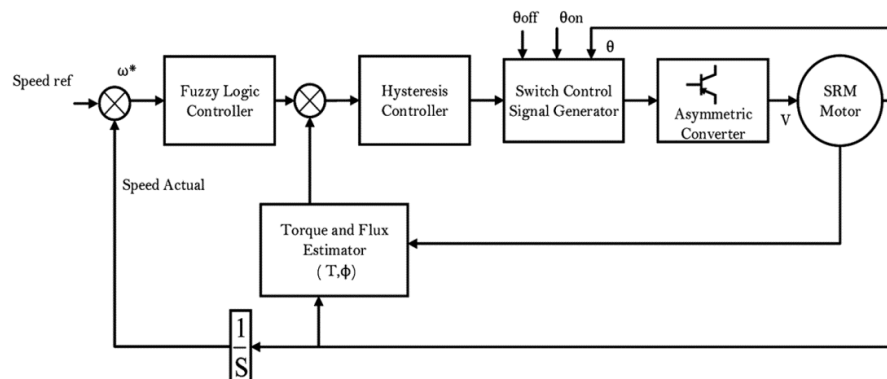 θoff θon
θ
Speed ref
ω*
Fuzzy Logic
Controller
Hysteresis
Controller
Switch Control
Signal Generator
Asymmetric
Converter
V
SRM
Motor
Speed Actual
Torque and Flux
Estimator
( T,ϕ)
1
S